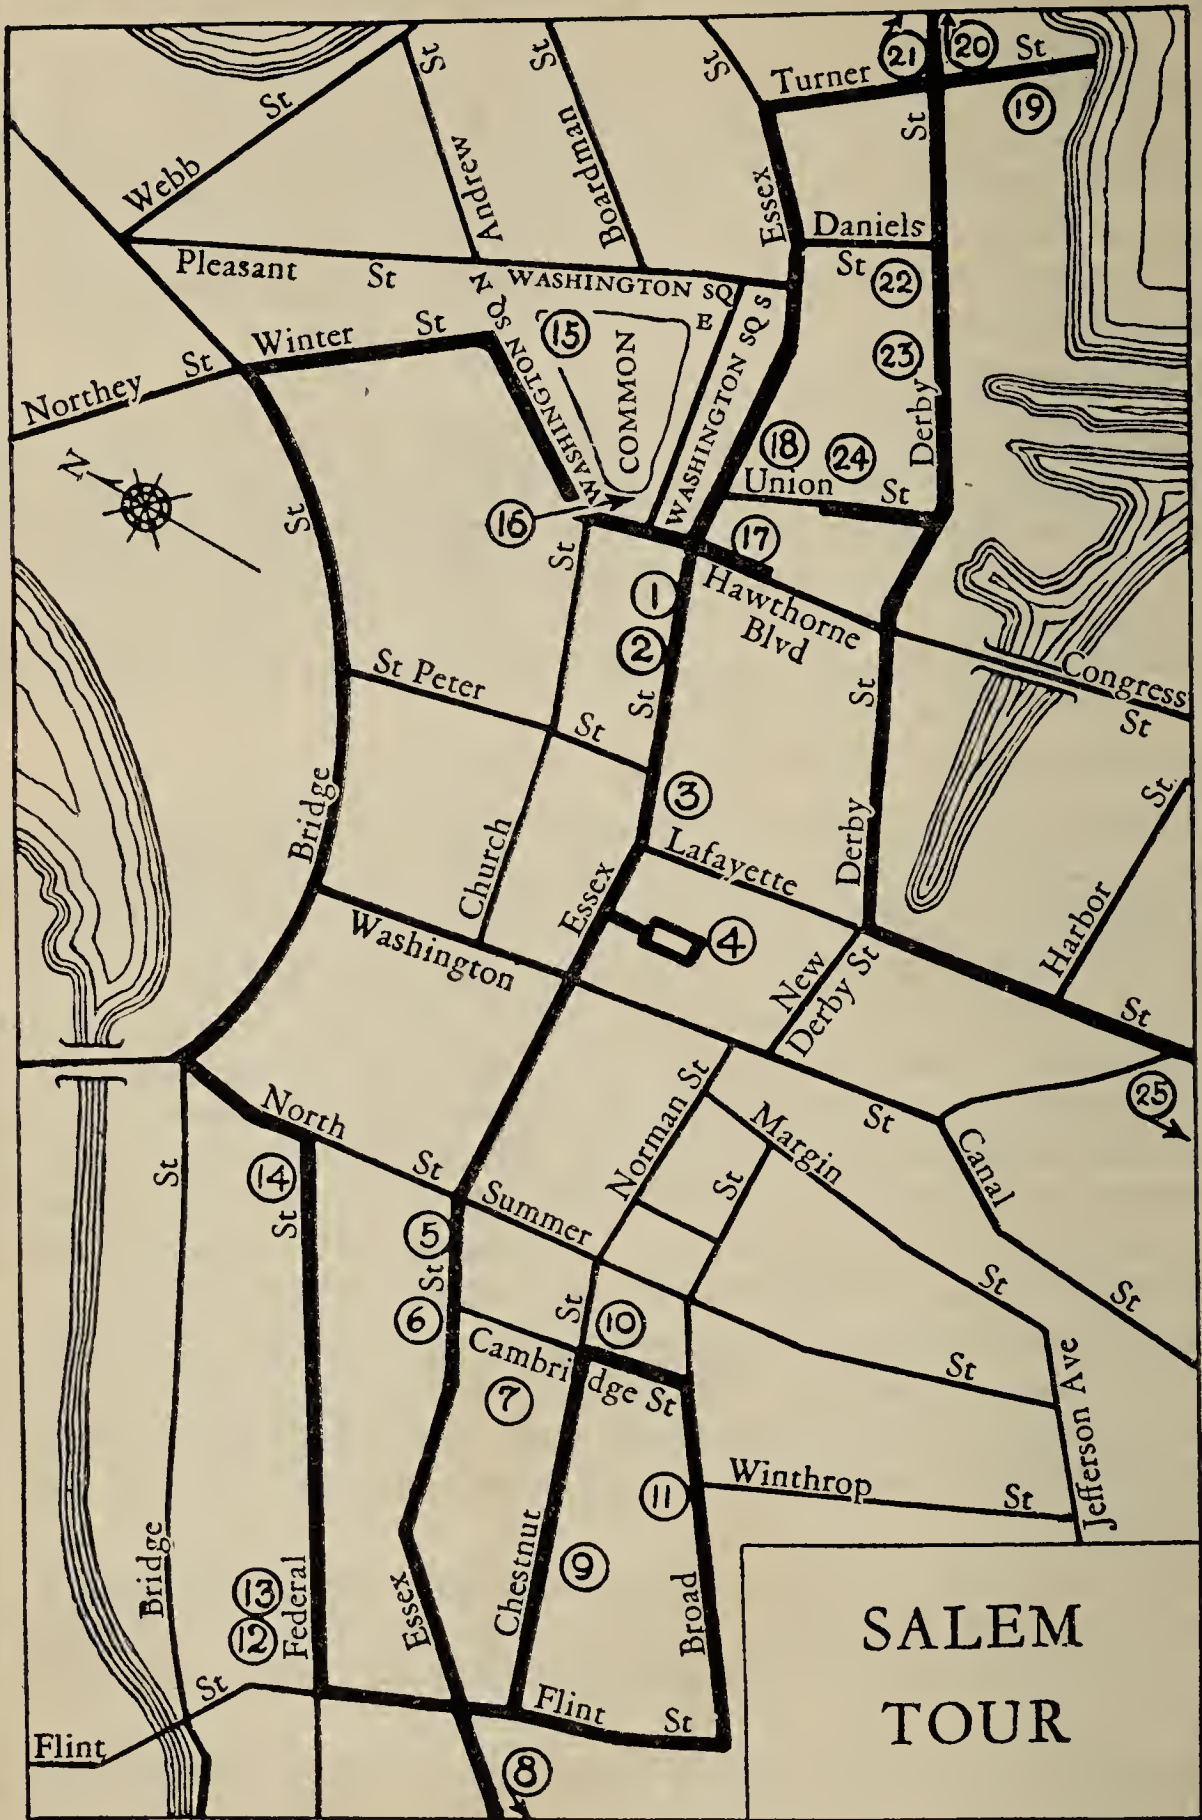 21
20
St
St
St
St
Turner
19
St
Webb
St
Andrew
Boardman
Essex
Daniels
St
22
Pleasant St
WASHINGTON SQ N
WASHINGTON SQ
E
WASHINGTON SQ S
15
COMMON
WASHINGTON
Winter St
Northey St
23
Derby
18
24
Union St
N
16
17
St
St
1
Hawthorne
Blvd
2
St
St Peter
St
Congress
St
St
3
Bridge
Church
Essex
Lafayette
Derby
Harbor
St
Washington
4
New
Derby St
St
25
North
St
Norman St
Margin
St
Canal
St
14
St
St
Summer
St
5
St
6
St
10
St
St
Cambridge St
7
Jefferson Ave
11
Winthrop St
Bridge
13
12
Federal
Essex
Chestnut
9
Broad
St
Flint
Flint St
8
SALEM
TOUR